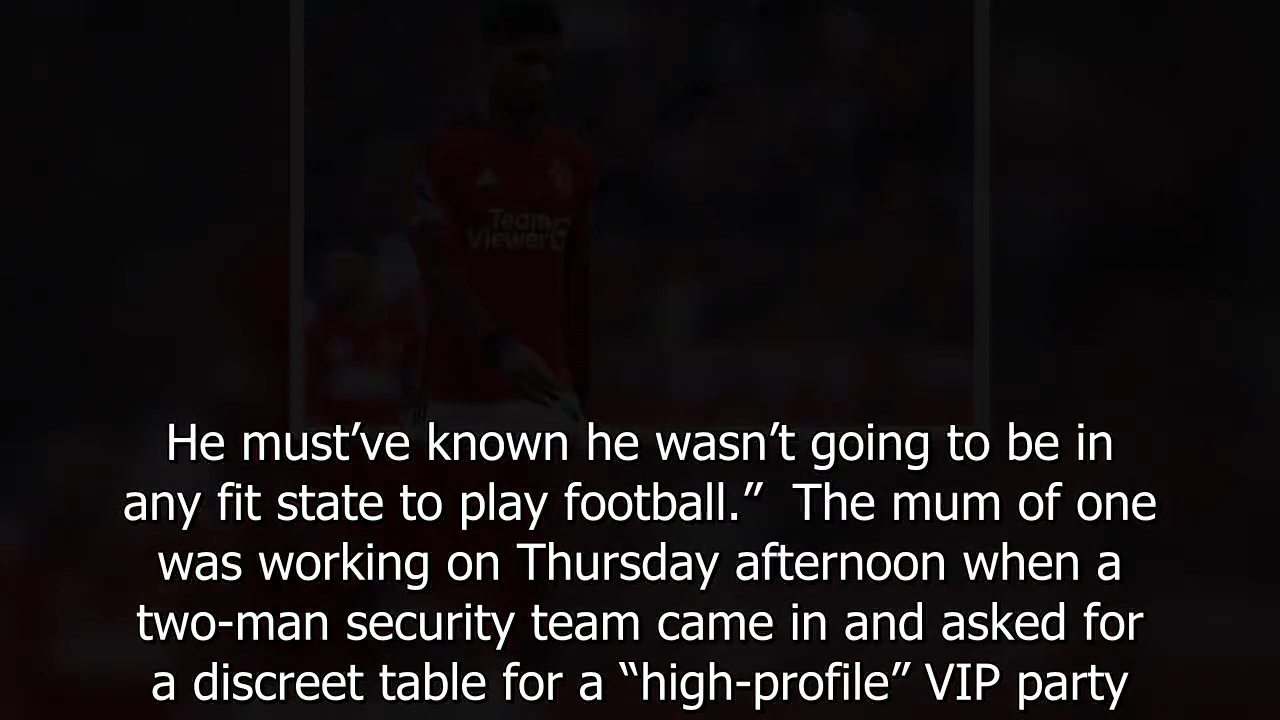 Team
Viewer
He must’ve known he wasn’t going to be in
any fit state to play football.”  The mum of one
was working on Thursday afternoon when a
two-man security team came in and asked for
a discreet table for a “high-profile” VIP party